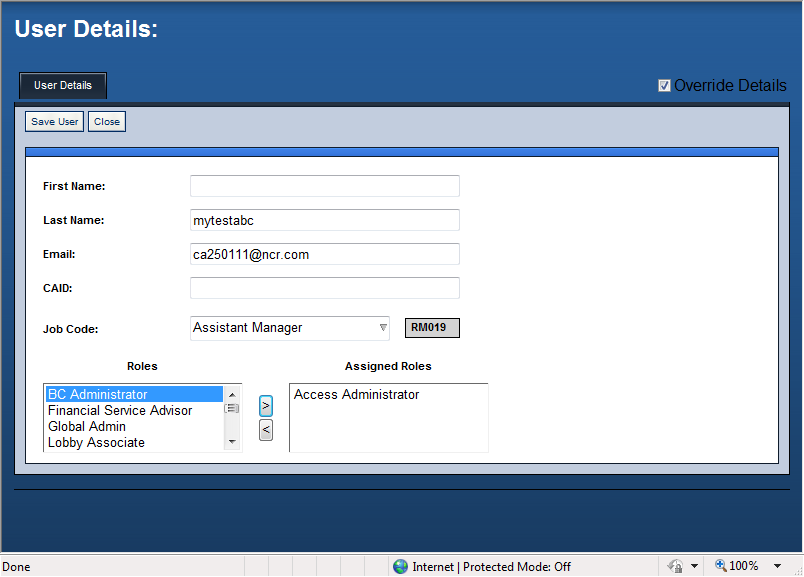 User Details:
User Details
Override Details
Save User Close
First Name:
Last Name: mytestabc
Email: ca250111@ncr.com
CAID:
Job Code: Assistant Manager RM019
Roles Assigned Roles
BC Administrator > Access Administrator
Financial Service Advisor
Global Admin <
Lobby Associate
Done Internet | Protected Mode: Off 100%